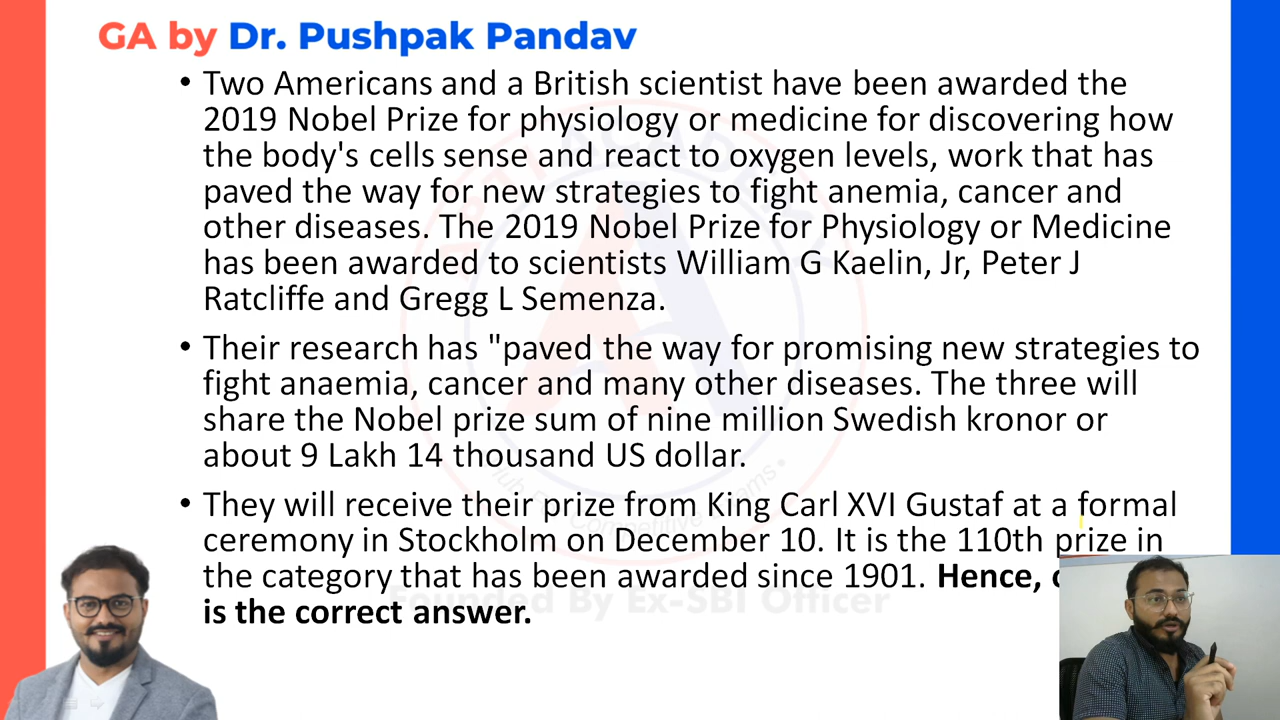 GA by Dr. Pushpak Pandav
• Two Americans and a British scientist have been awarded the
2019 Nobel Prize for physiology or medicine for discovering how
the body's cells sense and react to oxygen levels, work that has
paved the way for new strategies to fight anemia, cancer and
other diseases. The 2019 Nobel Prize for Physiology or Medicine
has been awarded to scientists William G Kaelin, Jr, Peter J
Ratcliffe and Gregg L Semenza.
• Their research has "paved the way for promising new strategies to
fight anaemia, cancer and many other diseases. The three will
share the Nobel prize sum of nine million Swedish kronor or
about 9 Lakh 14 thousand US dollar.
• They will receive their prize from King Carl XVI Gustaf at a formal
ceremony in Stockholm on December 10. It is the 110th prize in
the category that has been awarded since 1901. Hence,
is the correct answer.
Founded By Ex-SBI Officer